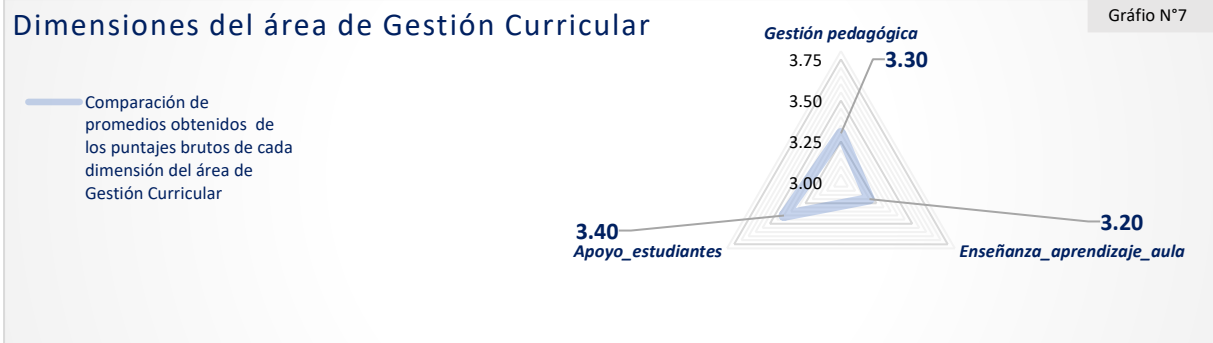 Dimensiones del área de Gestión Curricular
Gráfio N°7
Comparación de
promedios obtenidos de
los puntajes brutos de cada
dimensión del área de
Gestión Curricular
Gestión pedagógica
3.30
3.75
3.50
3.25
3.00
3.40
Apoyo_estudiantes
3.20
Enseñanza_aprendizaje_aula